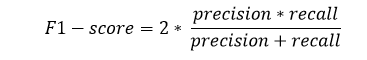 F1 − score = 2 * precision * recall / precision + recall